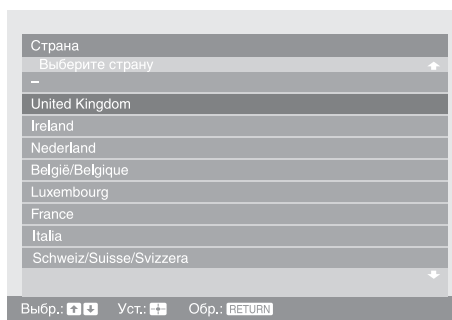 Страна
Выберите страну
–
United Kingdom
Ireland
Nederland
België/Belgique
Luxembourg
France
Italia
Schweiz/Suisse/Svizzera
Выбр.: Уст.: Обр.: RETURN